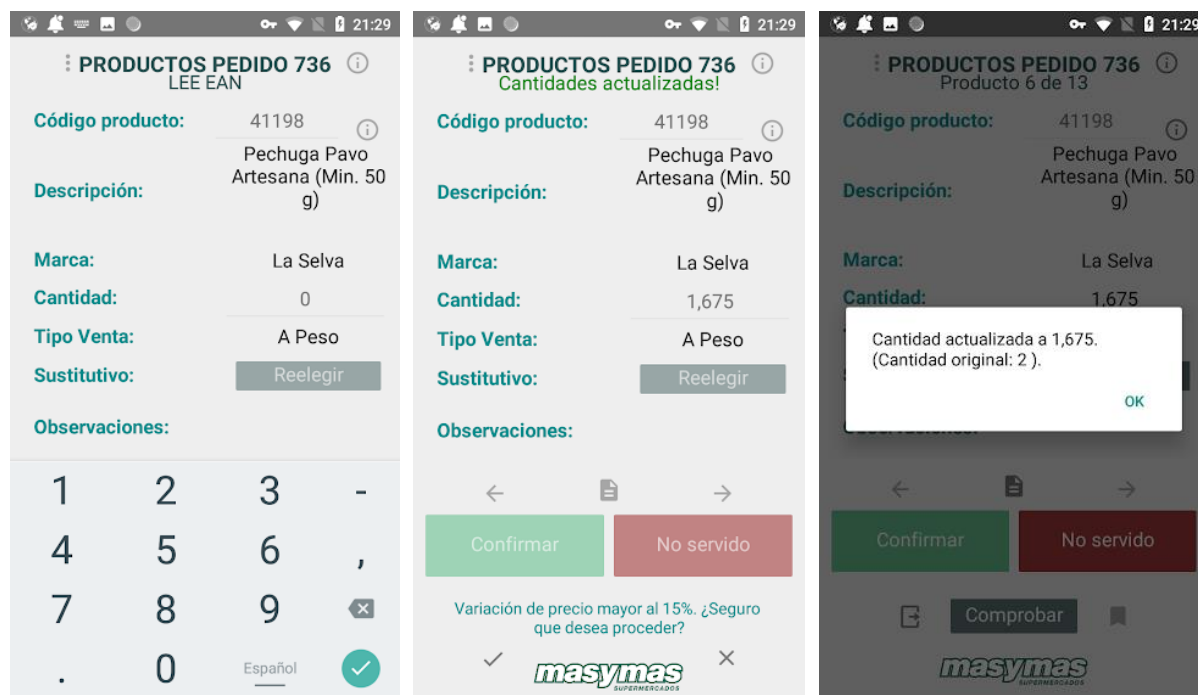 21:29
PRODUCTOS PEDIDO 736
LEE EAN
Código producto: 41198
Descripción: Pechuga Pavo
Artesana (Min. 50
g)
Marca: La Selva
Cantidad: 0
Tipo Venta: A Peso
Sustitutivo: Reelegir
Observaciones:
1 2 3 -
4 5 6 ,
7 8 9
. 0 Español
21:29
PRODUCTOS PEDIDO 736
Cantidades actualizadas!
Código producto: 41198
Descripción: Pechuga Pavo
Artesana (Min. 50
g)
Marca: La Selva
Cantidad: 1,675
Tipo Venta: A Peso
Sustitutivo: Reelegir
Observaciones:
Confirmar No servido
Variación de precio mayor al 15%. ¿Seguro
que desea proceder?
masymas
SUPERMERCADOS
21:29
PRODUCTOS PEDIDO 736
Producto 6 de 13
Código producto: 41198
Descripción: Pechuga Pavo
Artesana (Min. 50
g)
Marca: La Selva
Cantidad: 1,675
Cantidad actualizada a 1,675.
(Cantidad original: 2 ).
OK
Confirmar No servido
Comprobar
masymas
SUPERMERCADOS